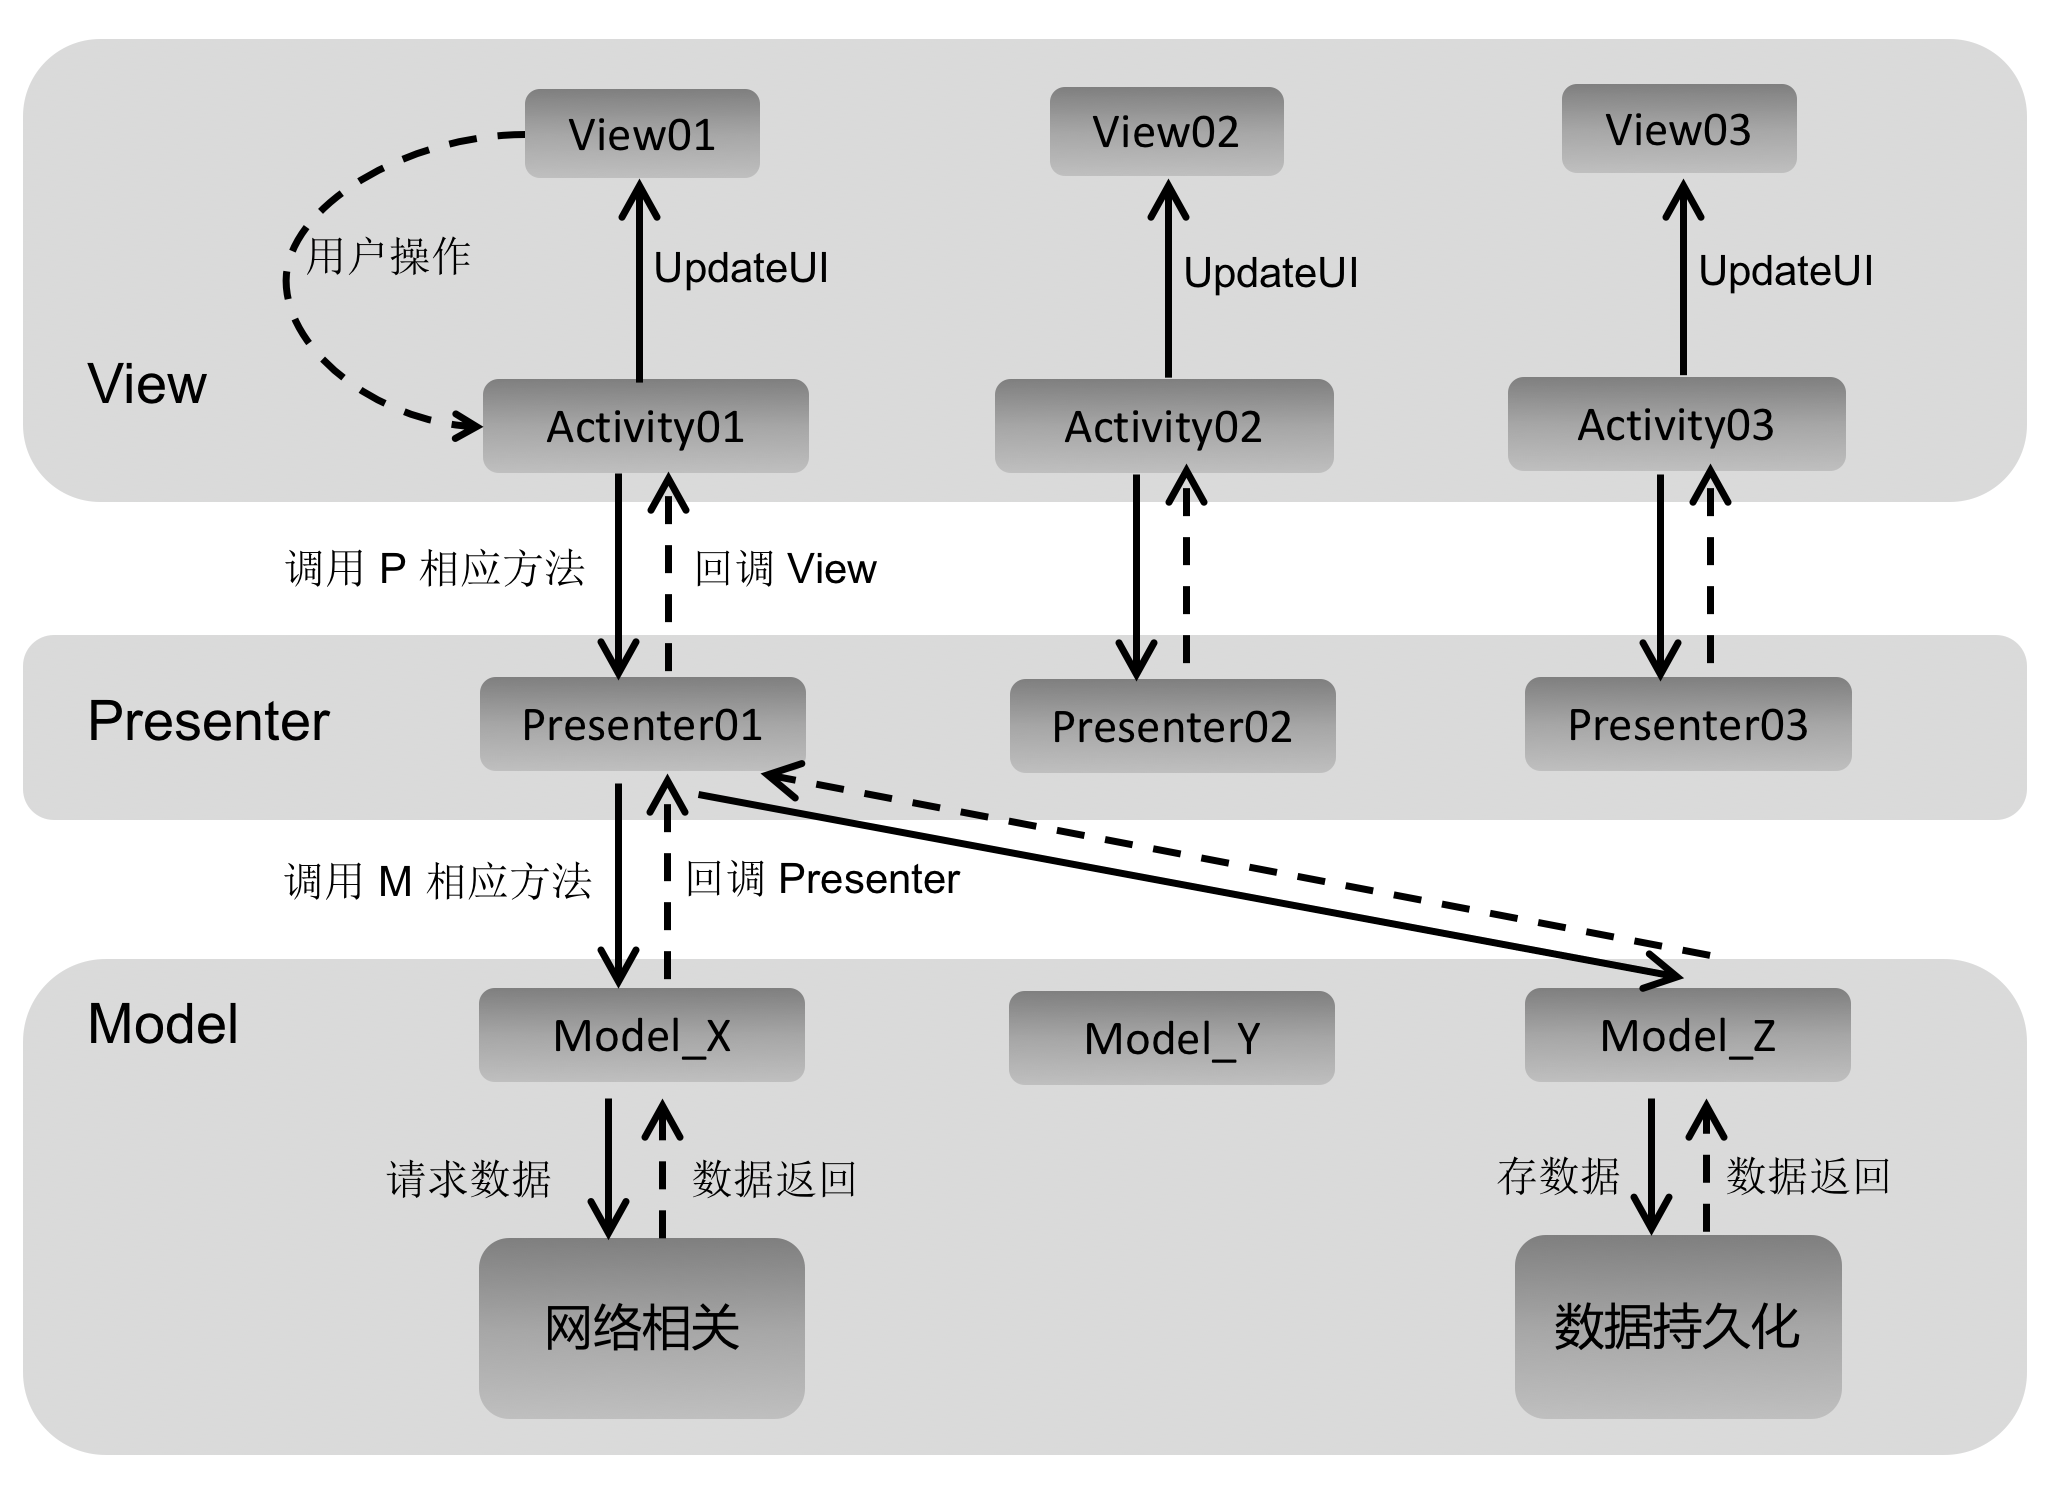 View01
View02
View03
用户操作
UpdateUI
UpdateUI
UpdateUI
View
Activity01
Activity02
Activity03
调用 P 相应方法
回调 View
Presenter
Presenter01
Presenter02
Presenter03
调用 M 相应方法
回调 Presenter
Model
Model_X
Model_Y
Model_Z
请求数据
数据返回
存数据
数据返回
网络相关
数据持久化